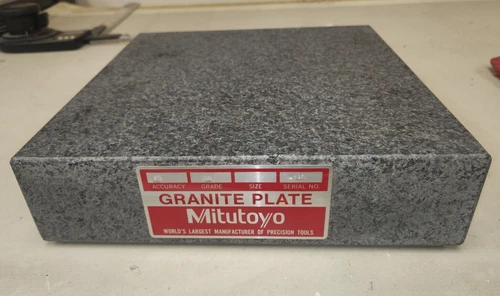 ACCURACY GRADE SIZE SERIAL NO.
GRANITE PLATE
Mitutoyo
WORLD'S LARGEST MANUFACTURER OF PRECISION TOOLS